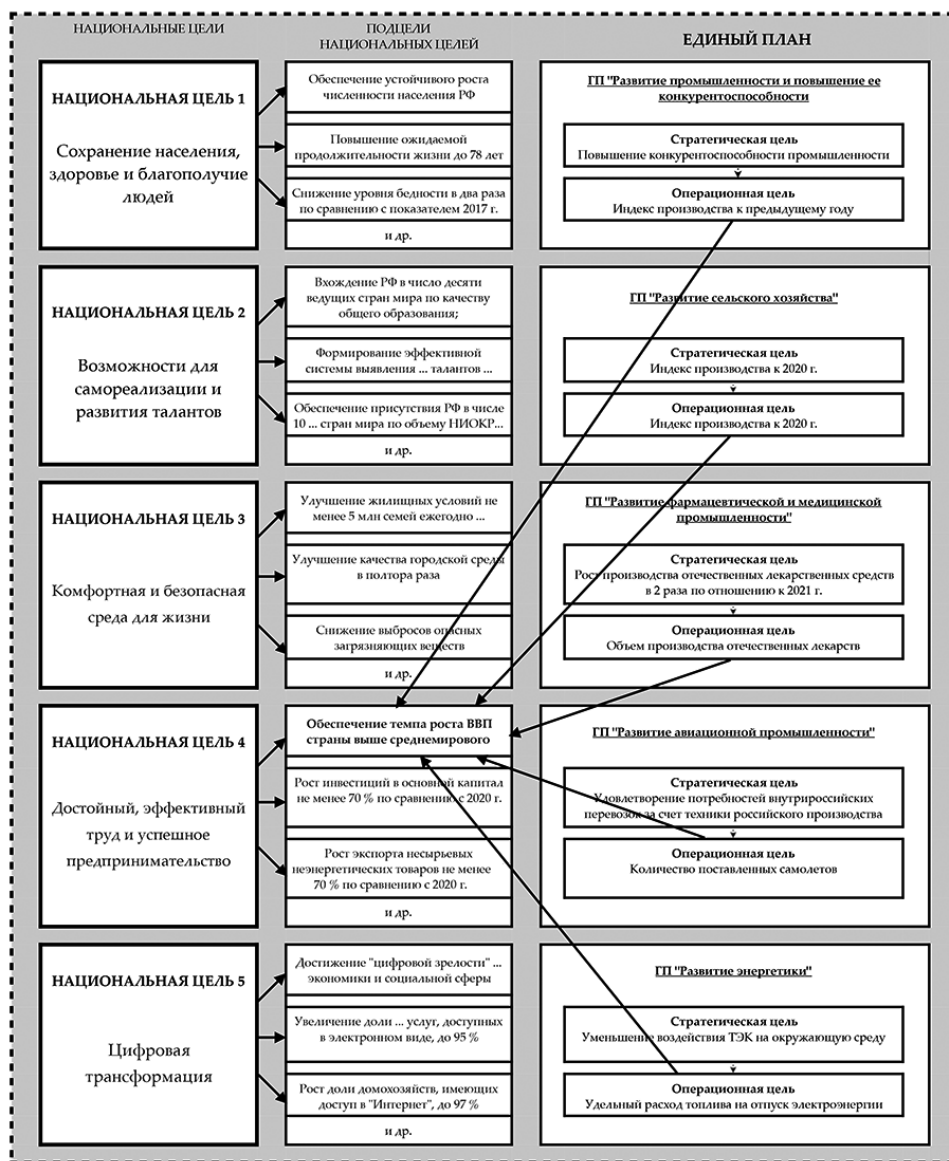 НАЦИОНАЛЬНЫЕ ЦЕЛИ
ПОДЦЕЛИ
НАЦИОНАЛЬНЫХ ЦЕЛЕЙ
ЕДИНЫЙ ПЛАН
НАЦИОНАЛЬНАЯ ЦЕЛЬ 1
Сохранение населения,
здоровье и благополучие
людей
Обеспечение устойчивого роста
численности населения РФ
Повышение ожидаемой
продолжительности жизни до 78 лет
Снижение уровня бедности в два раза
по сравнению с показателем 2017 г.
и др.
ГП "Развитие промышленности и повышение ее
конкурентоспособности
Стратегическая цель
Повышение конкурентоспособности промышленности
Операционная цель
Индекс производства к предыдущему году
НАЦИОНАЛЬНАЯ ЦЕЛЬ 2
Возможности для
самореализации и
развития талантов
Вхождение РФ в число десяти
ведущих стран мира по качеству
общего образования;
Формирование эффективной
системы выявления ... талантов ...
Обеспечение присутствия РФ в числе
10 ... стран мира по объему НИОКР...
и др.
ГП "Развитие сельского хозяйства"
Стратегическая цель
Индекс производства к 2020 г.
Операционная цель
Индекс производства к 2020 г.
НАЦИОНАЛЬНАЯ ЦЕЛЬ 3
Комфортная и безопасная
среда для жизни
Улучшение жилищных условий не
менее 5 млн семей ежегодно ...
Улучшение качества городской среды
в полтора раза
Снижение выбросов опасных
загрязняющих веществ
и др.
ГП "Развитие фармацевтической и медицинской
промышленности"
Стратегическая цель
Рост производства отечественных лекарственных средств
в 2 раза по отношению к 2021 г.
Операционная цель
Объем производства отечественных лекарств
НАЦИОНАЛЬНАЯ ЦЕЛЬ 4
Достойный, эффективный
труд и успешное
предпринимательство
Обеспечение темпа роста ВВП
страны выше среднемирового
Рост инвестиций в основной капитал
не менее 70 % по сравнению с 2020 г.
Рост экспорта несырьевых
неэнергетических товаров не менее
70 % по сравнению с 2020 г.
и др.
ГП "Развитие авиационной промышленности"
Стратегическая цель
Удовлетворение потребностей внутрироссийских
перевозок за счет техники российского производства
Операционная цель
Количество поставленных самолетов
НАЦИОНАЛЬНАЯ ЦЕЛЬ 5
Цифровая
трансформация
Достижение "цифровой зрелости" ...
экономики и социальной сферы
Увеличение доли ... услуг, доступных
в электронном виде, до 95 %
Рост доли домохозяйств, имеющих
доступ в "Интернет", до 97 %
и др.
ГП "Развитие энергетики"
Стратегическая цель
Уменьшение воздействия ТЭК на окружающую среду
Операционная цель
Удельный расход топлива на отпуск электроэнергии